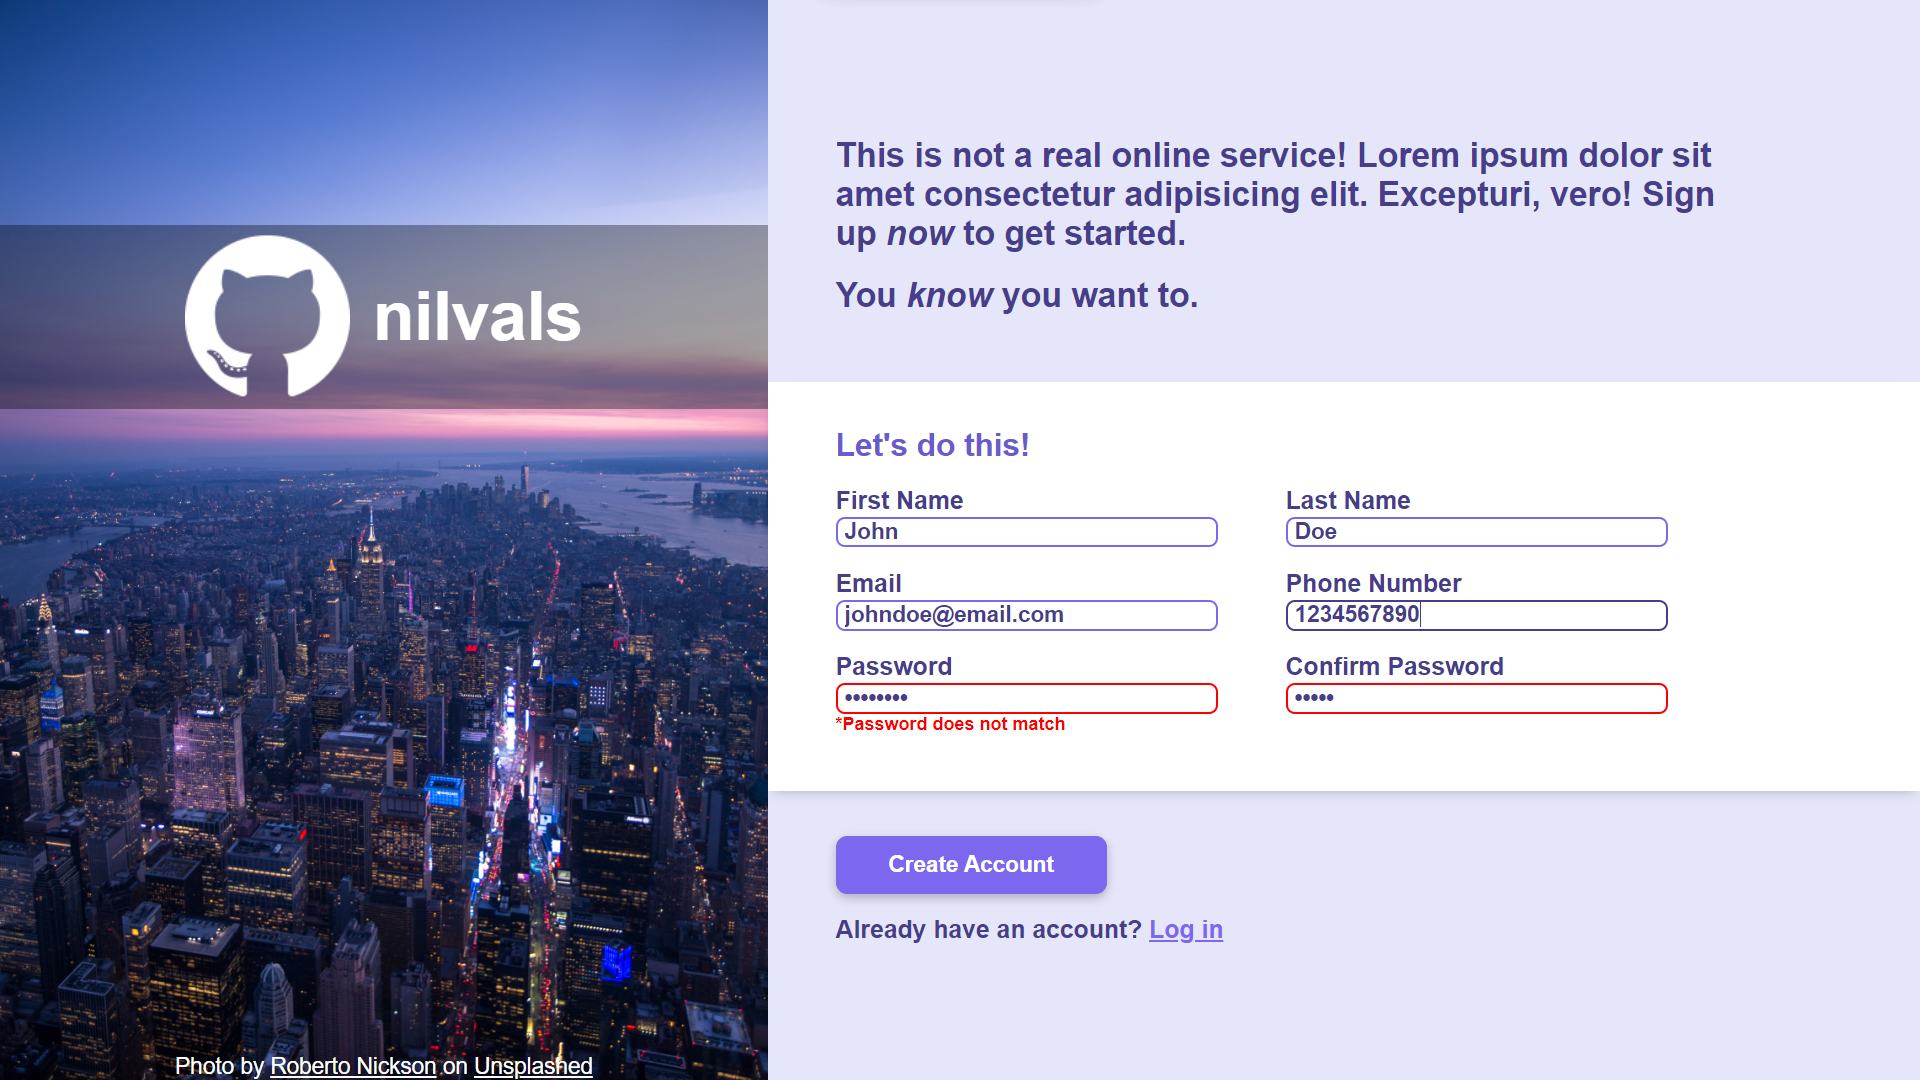 nilvals
Photo by Roberto Nickson on Unsplashed
This is not a real online service! Lorem ipsum dolor sit
amet consectetur adipisicing elit. Excepturi, vero! Sign
up now to get started.
You know you want to.
Let's do this!
First Name
Last Name
John
Doe
Email
Phone Number
johndoe@email.com
1234567890
Password
Confirm Password
••••••••
•••••
*Password does not match
Create Account
Already have an account? Log in